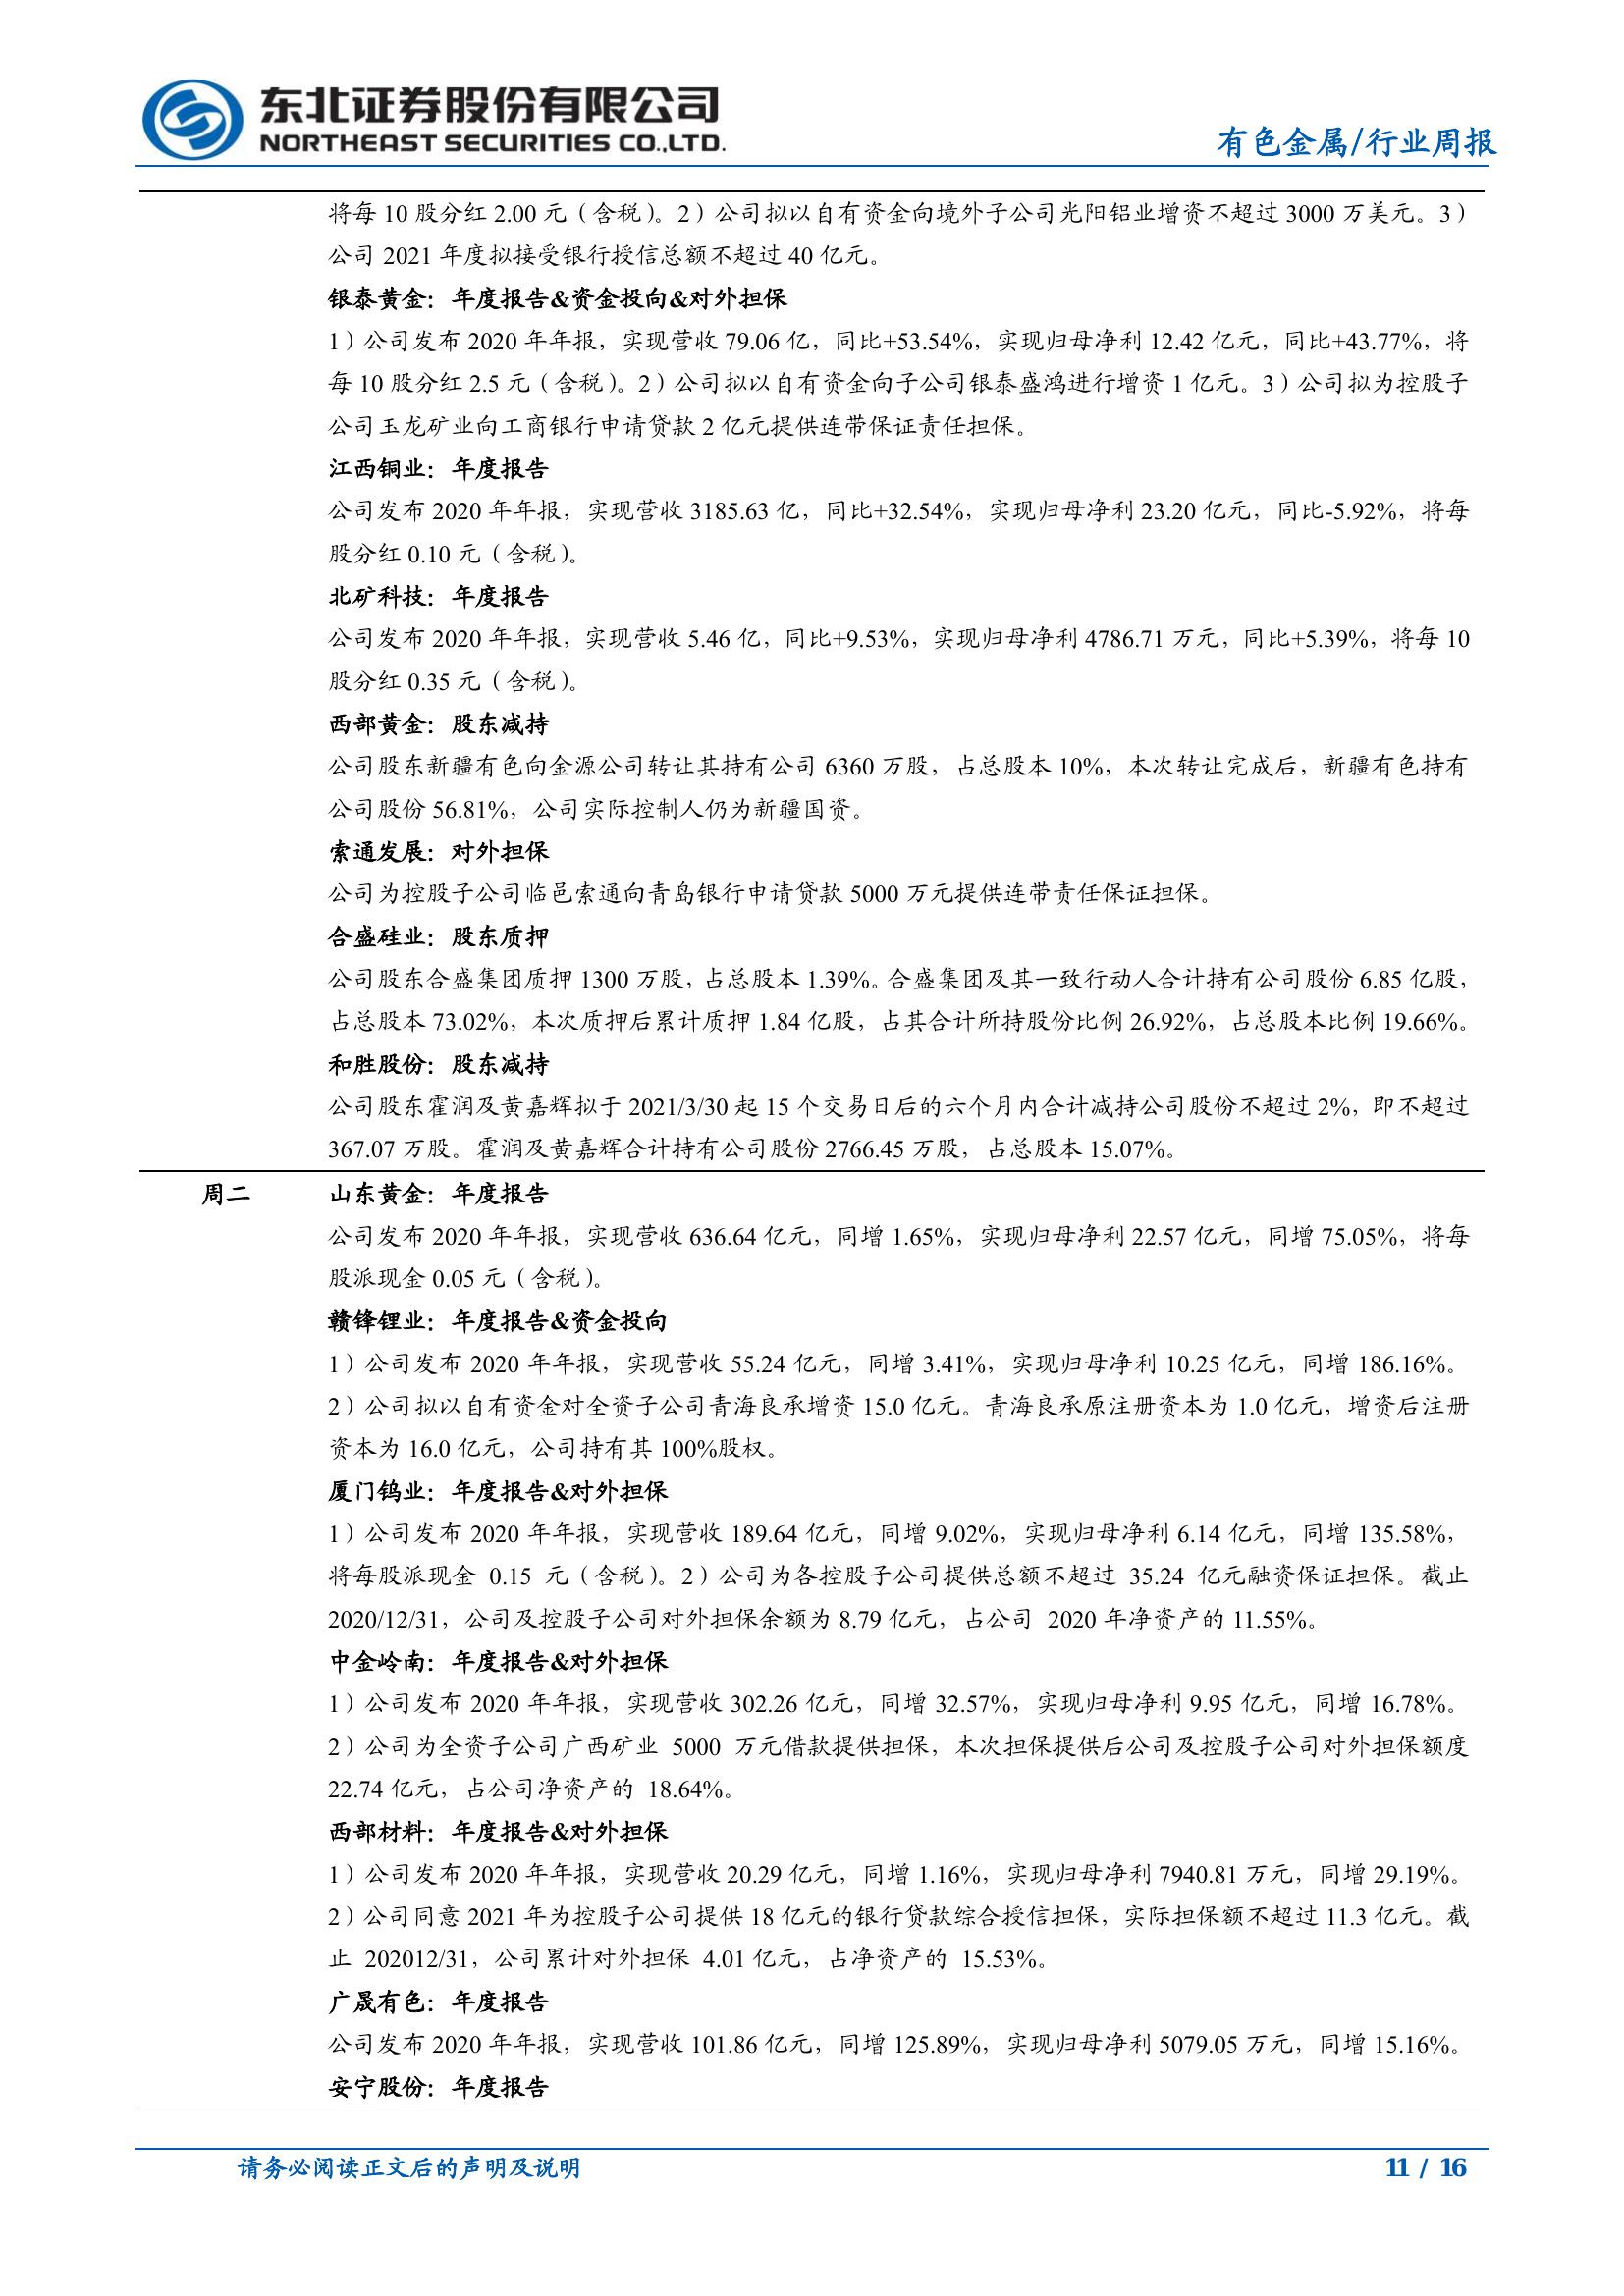 东北证券股份有限公司
NORTHEAST SECURITIES CO.,LTD.
有色金属/行业周报
将每 10 股分红 2.00 元（含税）。2）公司拟以自有资金向境外子公司光阳铝业增资不超过 3000 万美元。3）
公司 2021 年度拟接受银行授信总额不超过 40 亿元。
银泰黄金：年度报告&资金投向&对外担保
1）公司发布 2020 年年报，实现营收 79.06 亿，同比+53.54%，实现归母净利 12.42 亿元，同比+43.77%，将
每 10 股分红 2.5 元（含税）。2）公司拟以自有资金向子公司银泰盛鸿进行增资 1 亿元。3）公司拟为控股子
公司玉龙矿业向工商银行申请贷款 2 亿元提供连带保证责任担保。
江西铜业：年度报告
公司发布 2020 年年报，实现营收 3185.63 亿，同比+32.54%，实现归母净利 23.20 亿元，同比-5.92%，将每
股分红 0.10 元（含税）。
北矿科技：年度报告
公司发布 2020 年年报，实现营收 5.46 亿，同比+9.53%，实现归母净利 4786.71 万元，同比+5.39%，将每 10
股分红 0.35 元（含税）。
西部黄金：股东减持
公司股东新疆有色向金源公司转让其持有公司 6360 万股，占总股本 10%，本次转让完成后，新疆有色持有
公司股份 56.81%，公司实际控制人仍为新疆国资。
索通发展：对外担保
公司为控股子公司临邑索通向青岛银行申请贷款 5000 万元提供连带责任保证担保。
合盛硅业：股东质押
公司股东合盛集团质押 1300 万股，占总股本 1.39%。合盛集团及其一致行动人合计持有公司股份 6.85 亿股，
占总股本 73.02%，本次质押后累计质押 1.84 亿股，占其合计所持股份比例 26.92%，占总股本比例 19.66%。
和胜股份：股东减持
公司股东霍润及黄嘉辉拟于 2021/3/30 起 15 个交易日后的六个月内合计减持公司股份不超过 2%，即不超过
367.07 万股。霍润及黄嘉辉合计持有公司股份 2766.45 万股，占总股本 15.07%。
周二 山东黄金：年度报告
公司发布 2020 年年报，实现营收 636.64 亿元，同增 1.65%，实现归母净利 22.57 亿元，同增 75.05%，将每
股派现金 0.05 元（含税）。
赣锋锂业：年度报告&资金投向
1）公司发布 2020 年年报，实现营收 55.24 亿元，同增 3.41%，实现归母净利 10.25 亿元，同增 186.16%。
2）公司拟以自有资金对全资子公司青海良承增资 15.0 亿元。青海良承原注册资本为 1.0 亿元，增资后注册
资本为 16.0 亿元，公司持有其 100%股权。
厦门钨业：年度报告&对外担保
1）公司发布 2020 年年报，实现营收 189.64 亿元，同增 9.02%，实现归母净利 6.14 亿元，同增 135.58%，
将每股派现金 0.15 元（含税）。2）公司为各控股子公司提供总额不超过 35.24 亿元融资保证担保。截止
2020/12/31，公司及控股子公司对外担保余额为 8.79 亿元，占公司 2020 年净资产的 11.55%。
中金岭南：年度报告&对外担保
1）公司发布 2020 年年报，实现营收 302.26 亿元，同增 32.57%，实现归母净利 9.95 亿元，同增 16.78%。
2）公司为全资子公司广西矿业 5000 万元借款提供担保，本次担保提供后公司及控股子公司对外担保额度
22.74 亿元，占公司净资产的 18.64%。
西部材料：年度报告&对外担保
1）公司发布 2020 年年报，实现营收 20.29 亿元，同增 1.16%，实现归母净利 7940.81 万元，同增 29.19%。
2）公司同意 2021 年为控股子公司提供 18 亿元的银行贷款综合授信担保，实际担保额不超过 11.3 亿元。截
止 202012/31，公司累计对外担保 4.01 亿元，占净资产的 15.53%。
广晟有色：年度报告
公司发布 2020 年年报，实现营收 101.86 亿元，同增 125.89%，实现归母净利 5079.05 万元，同增 15.16%。
安宁股份：年度报告
请务必阅读正文后的声明及说明
11 / 16